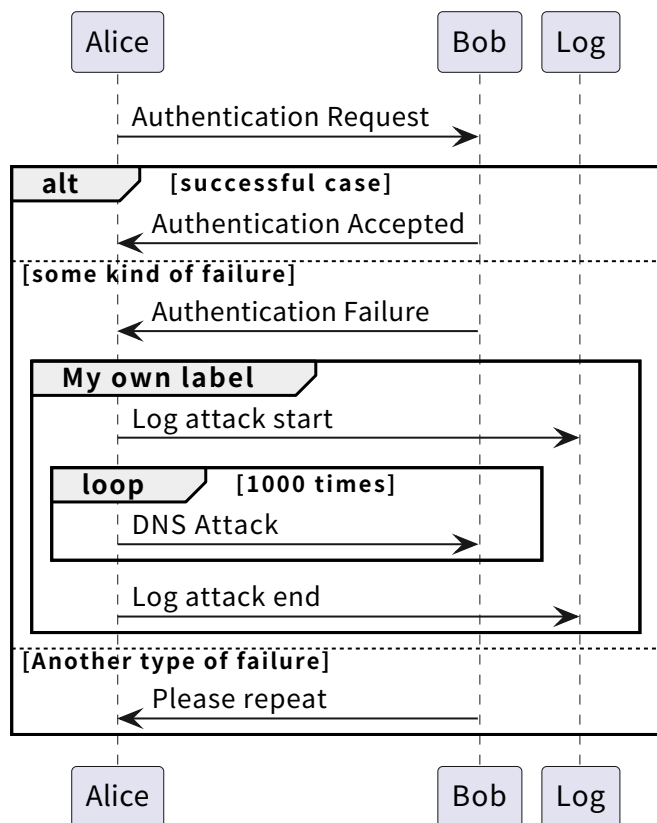 Alice Bob Log
Authentication Request
alt [successful case]
Authentication Accepted
[some kind of failure]
Authentication Failure
My own label
Log attack start
loop [1000 times]
DNS Attack
Log attack end
[Another type of failure]
Please repeat
Alice Bob Log